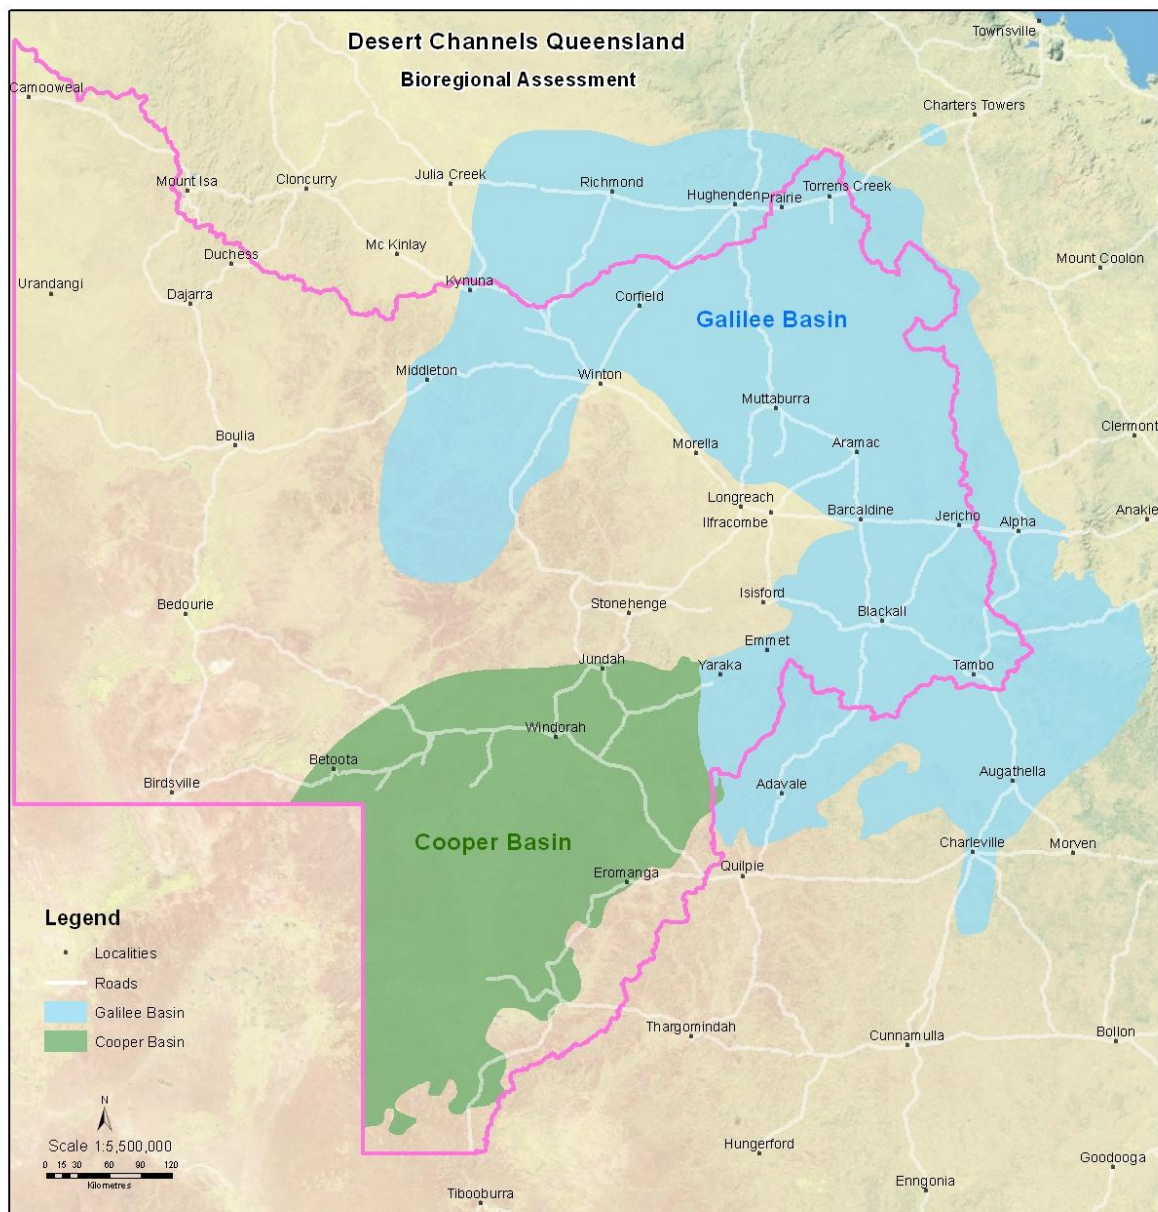 Desert Channels Queensland
Bioregional Assessment
Townsville
Camooweal
Charters Towers
Mount Isa
Cloncurry
Julia Creek
Richmond
Hughenden
Prairie
Torrens Creek
Mc Kinlay
Duchess
Mount Coolon
Urandangi
Kynuna
Dajarra
Corfield
Galilee Basin
Middleton
Winton
Muttaburra
Clermont
Boulia
Morella
Aramac
Longreach
Ilfracombe
Barcaldine
Jericho
Alpha
Anakie
Bedourie
Stonehenge
Isisford
Blackall
Emmet
Jundah
Yaraka
Tambo
Windorah
Betoota
Birdsville
Adavale
Augathella
Cooper Basin
Charleville
Morven
Eromanga
Quilpie
Legend
Localities
Roads
Galilee Basin
Cooper Basin
Thargomindah
Cunnamulla
Bollon
N
Scale 1:5,500,000
0 15 30 60 90 120
Kilometres
Hungerford
Goodooga
Enngonia
Tibooburra